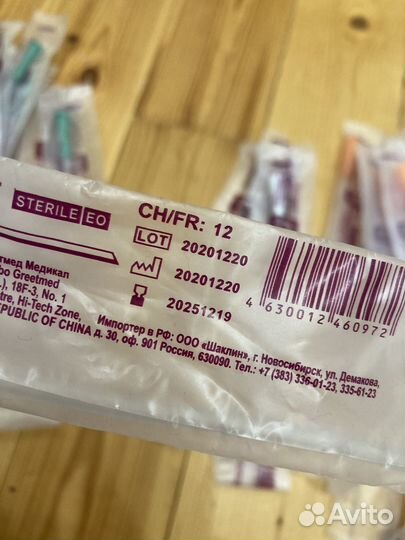 STERILE EO
CH/FR: 12
LOT 20201220
20201220
20251219
4 630012 460972
тмед Медикал
bo Greetmed
), 18F-3, No. 1
tre, Hi-Tech Zone,
REPUBLIC OF CHINA
Импортер в РФ: ООО «Шаклин», г. Новосибирск, ул. Демакова,
д. 30, оф. 901 Россия, 630090. Тел.: +7 (383) 336-01-23, 335-61-23
Avito